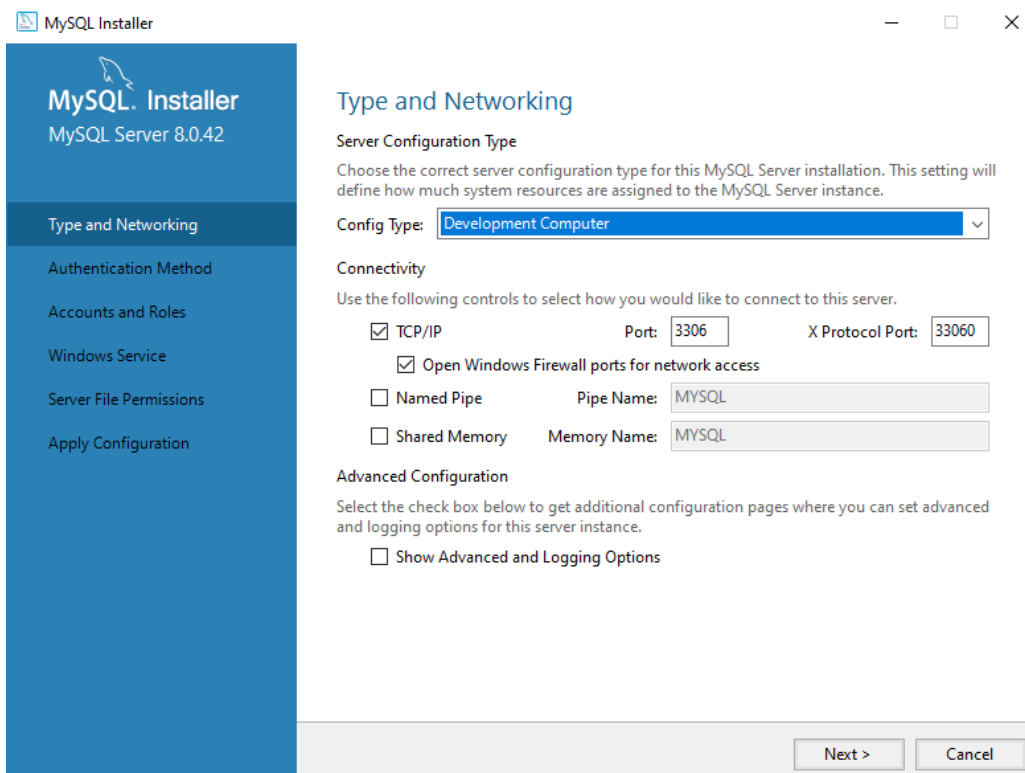 MySQL Installer
MySQL. Installer
MySQL Server 8.0.42
Type and Networking
Authentication Method
Accounts and Roles
Windows Service
Server File Permissions
Apply Configuration
Type and Networking
Server Configuration Type
Choose the correct server configuration type for this MySQL Server installation. This setting will
define how much system resources are assigned to the MySQL Server instance.
Config Type: Development Computer
Connectivity
Use the following controls to select how you would like to connect to this server.
TCP/IP Port: 3306 X Protocol Port: 33060
Open Windows Firewall ports for network access
Named Pipe Pipe Name: MYSQL
Shared Memory Memory Name: MYSQL
Advanced Configuration
Select the check box below to get additional configuration pages where you can set advanced
and logging options for this server instance.
Show Advanced and Logging Options
Next > Cancel